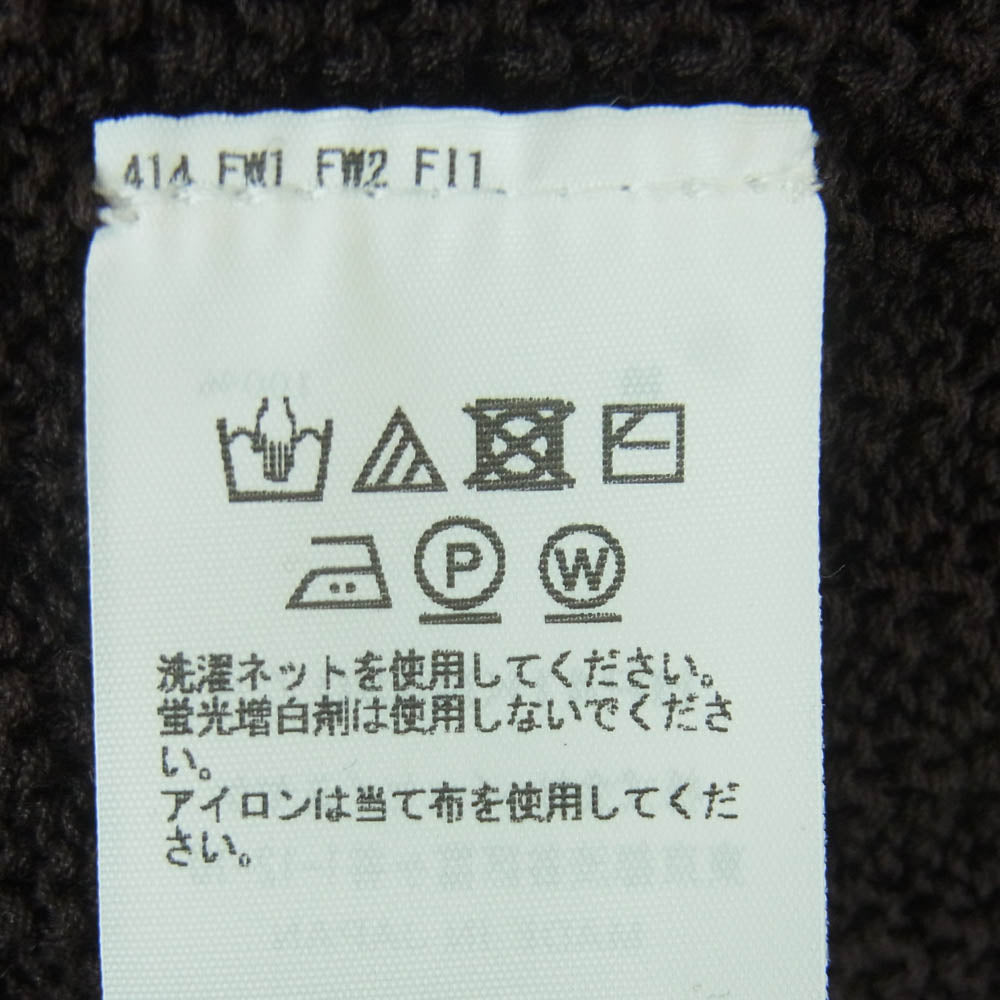 414 FW1 FW2 FI1
P W
洗濯ネットを使用してください。
蛍光増白剤は使用しないでくださ
い。
アイロンは当て布を使用してくだ
さい。